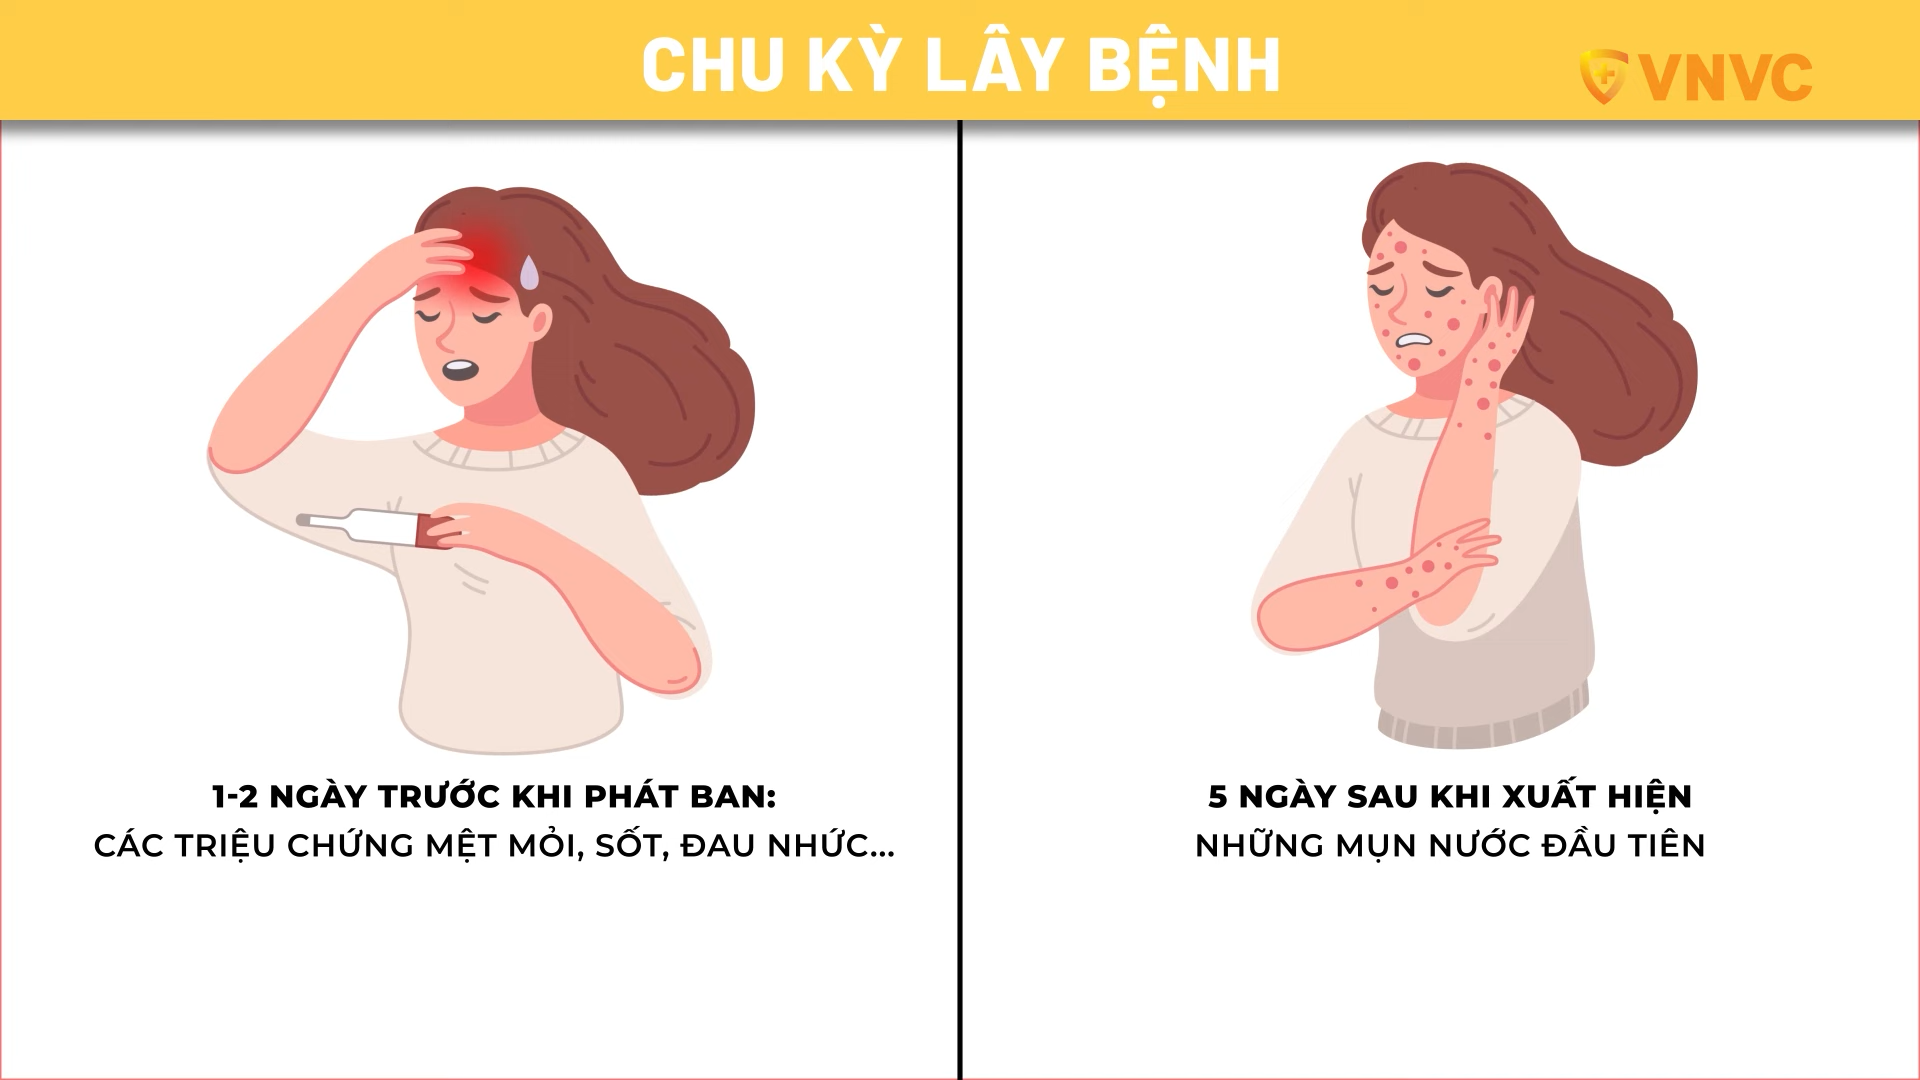 CHU KỲ LÂY BỆNH
VNVC
1-2 NGÀY TRƯỚC KHI PHÁT BAN:
CÁC TRIỆU CHỨNG MỆT MỎI, SỐT, ĐAU NHỨC...
5 NGÀY SAU KHI XUẤT HIỆN
NHỮNG MỤN NƯỚC ĐẦU TIÊN